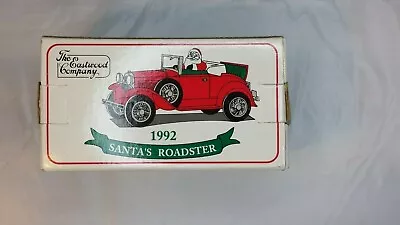 The
Eastwood
Company
1992
SANTA'S ROADSTER